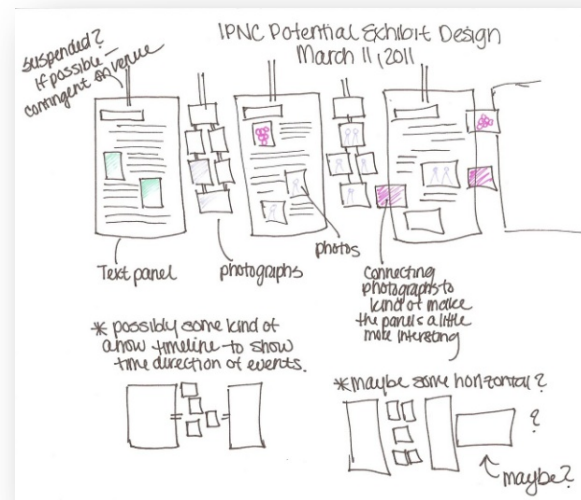 IPNC Potential Exhibit Design
March 11, 2011
suspended?
if possible —
contingent on venue
Text panel
photographs
photos
connecting
photographs to
kind of make
the panels a little
more interesting
* possibly some kind of
arrow timeline to show
time direction of events.
* maybe some horizontal?
?
maybe?